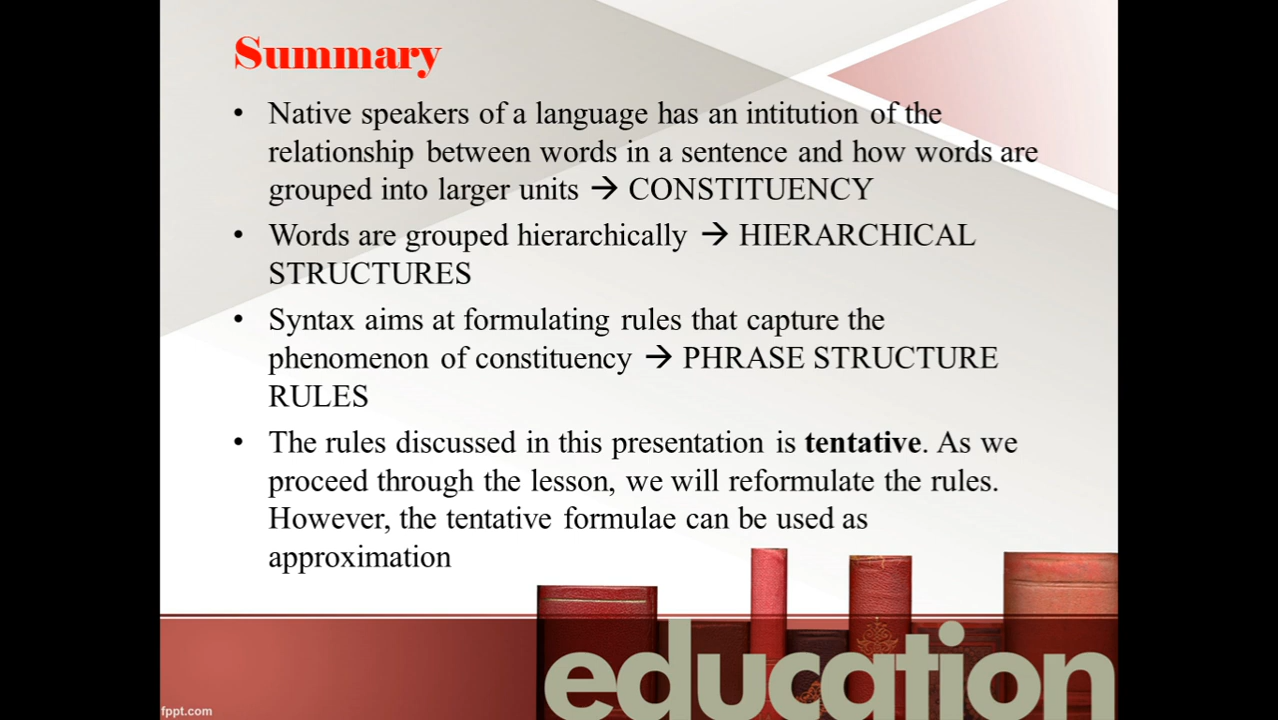 Summary
• Native speakers of a language has an intitution of the
relationship between words in a sentence and how words are
grouped into larger units → CONSTITUENCY
• Words are grouped hierarchically → HIERARCHICAL
STRUCTURES
• Syntax aims at formulating rules that capture the
phenomenon of constituency → PHRASE STRUCTURE
RULES
• The rules discussed in this presentation is tentative. As we
proceed through the lesson, we will reformulate the rules.
However, the tentative formulae can be used as
approximation
education
fppt.com